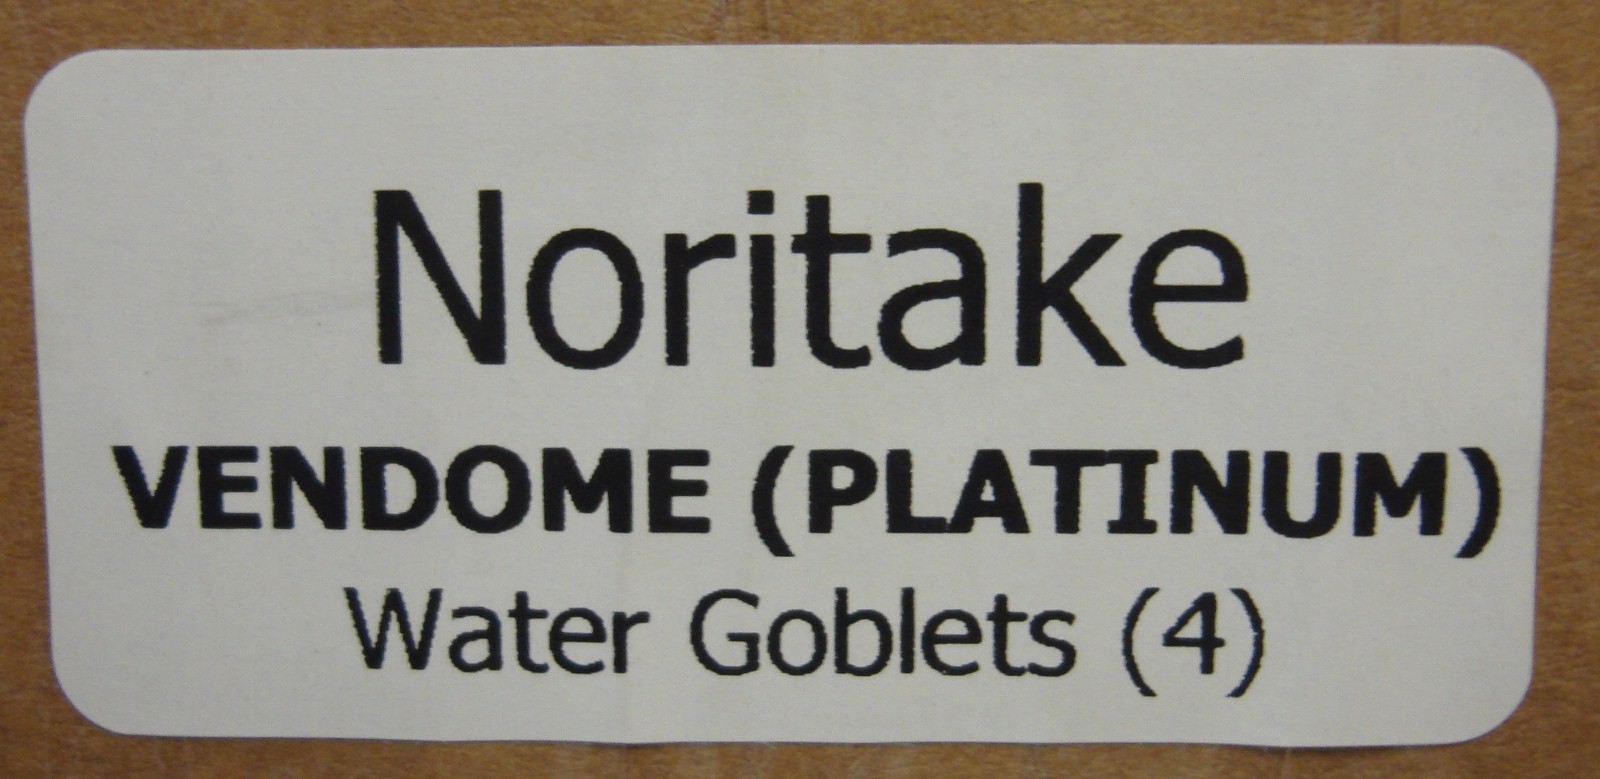 Noritake
VENDOME (PLATINUM)
Water Goblets (4)